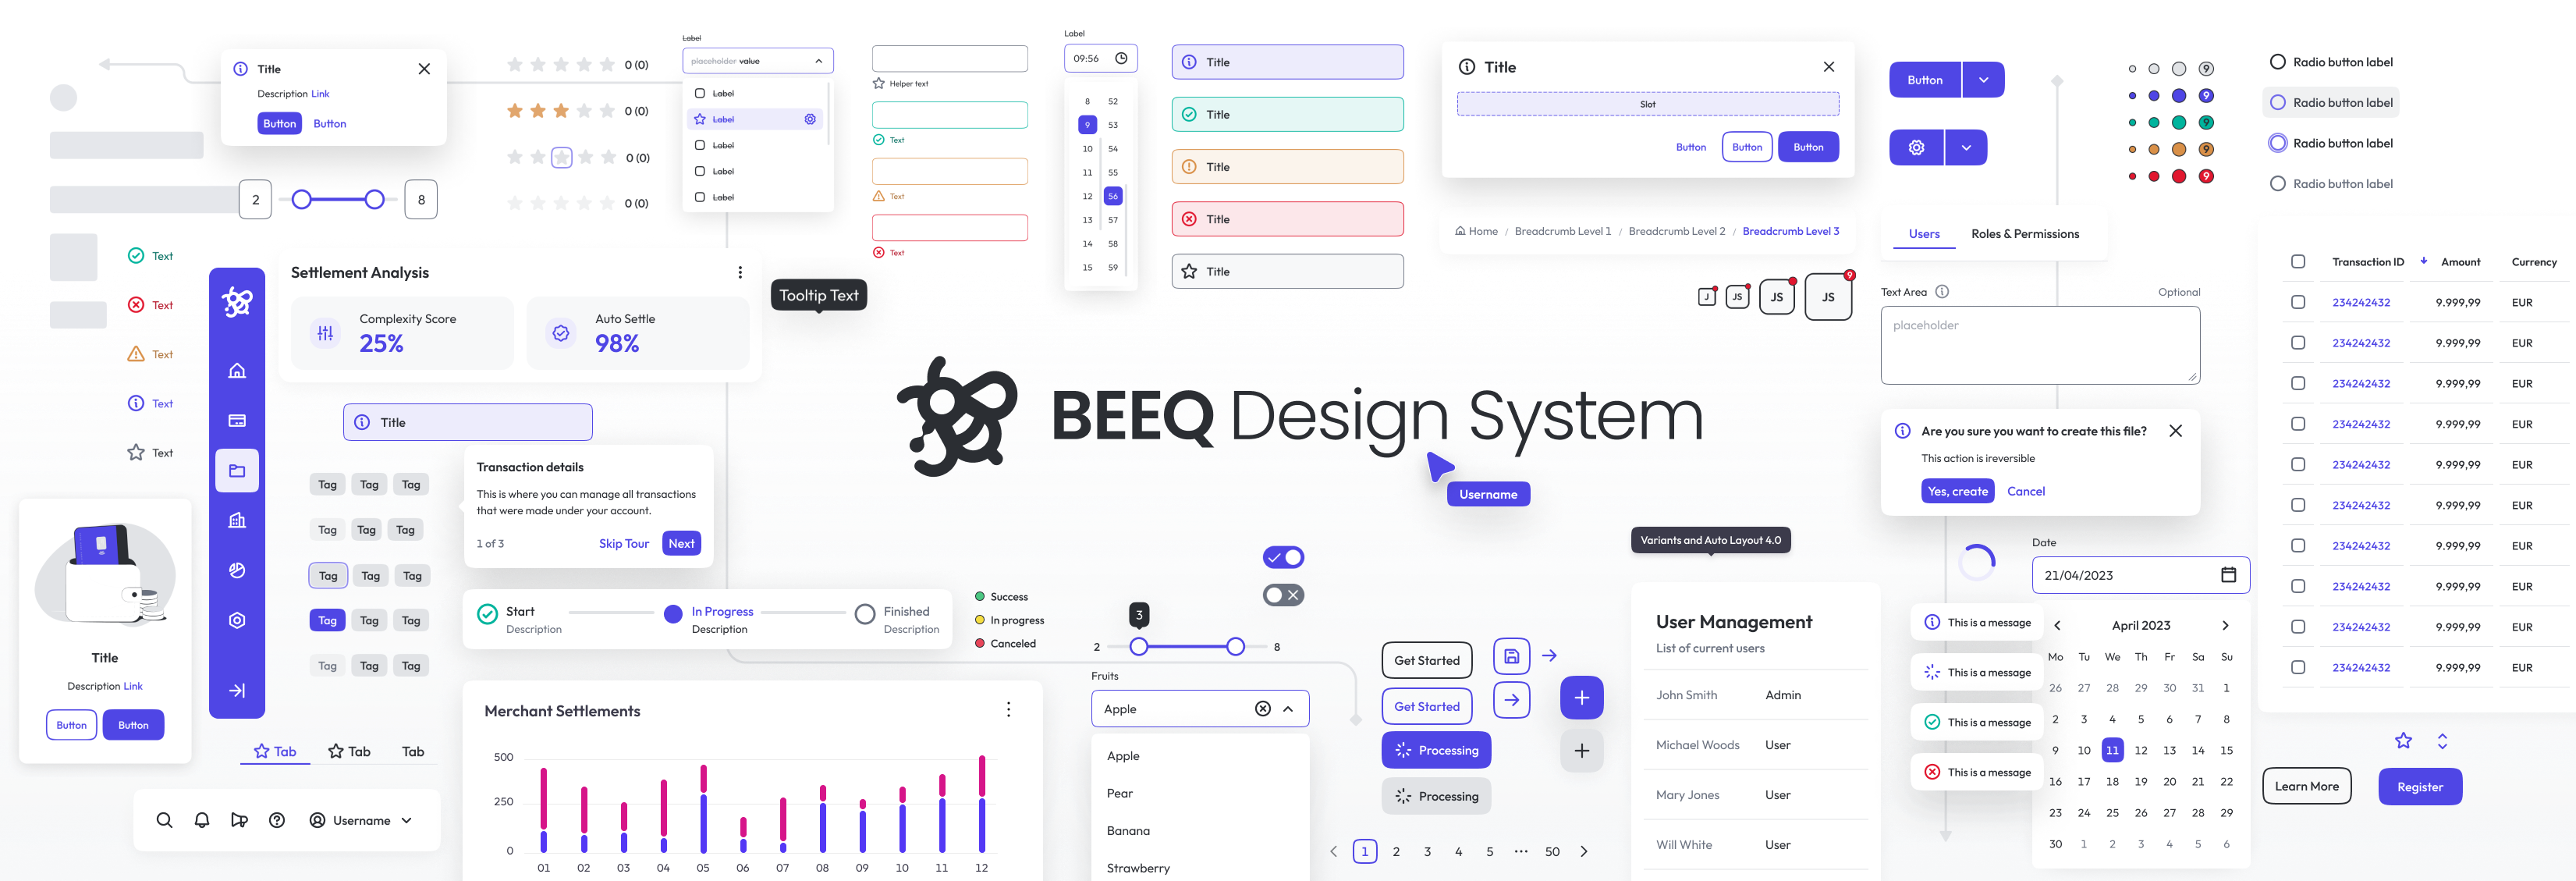 Title
Description Link
Button Button
2 8
0 (0)
0 (0)
0 (0)
0 (0)
Label
placeholder value
Label
Label
Label
Label
Label
Helper text
Text
Text
Text
Label
09:56
8 52
9 53
10 54
11 55
12 56
13 57
14 58
15 59
Title
Title
Title
Title
Title
Title
Slot
Button Button Button
Home / Breadcrumb Level 1 / Breadcrumb Level 2 / Breadcrumb Level 3
J JS JS JS 9
Button
9
9
9
9
9
Radio button label
Radio button label
Radio button label
Radio button label
Users Roles & Permissions
Text Area Optional
placeholder
Transaction ID Amount Currency
234242432 9.999,99 EUR
234242432 9.999,99 EUR
234242432 9.999,99 EUR
234242432 9.999,99 EUR
234242432 9.999,99 EUR
234242432 9.999,99 EUR
234242432 9.999,99 EUR
234242432 9.999,99 EUR
234242432 9.999,99 EUR
234242432 9.999,99 EUR
Text
Text
Text
Text
Text
Settlement Analysis
Complexity Score
25%
Auto Settle
98%
Tooltip Text
Title
BEEQ Design System
Username
Are you sure you want to create this file?
This action is ireversible
Yes, create Cancel
Tag Tag Tag
Tag Tag Tag
Tag Tag Tag
Tag Tag Tag
Tag Tag Tag
Transaction details
This is where you can manage all transactions
that were made under your account.
1 of 3 Skip Tour Next
Title
Description Link
Button Button
Start
Description
In Progress
Description
Finished
Description
Success
In progress
Canceled
3
2 8
Fruits
Apple
Apple
Pear
Banana
Strawberry
Get Started
Get Started
Processing
Processing
1 2 3 4 5 ··· 50
Variants and Auto Layout 4.0
User Management
List of current users
John Smith Admin
Michael Woods User
Mary Jones User
Will White User
This is a message
This is a message
This is a message
This is a message
Date
21/04/2023
April 2023
Mo Tu We Th Fr Sa Su
26 27 28 29 30 31 1
2 3 4 5 6 7 8
9 10 11 12 13 14 15
16 17 18 19 20 21 22
23 24 25 26 27 28 29
30 1 2 3 4 5 6
Learn More Register
Tab Tab Tab
Username
Merchant Settlements
500
250
0
01 02 03 04 05 06 07 08 09 10 11 12